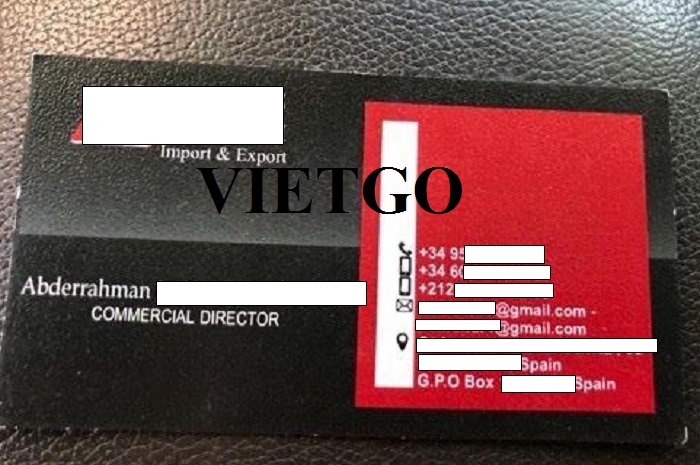 Import & Export
VIETGO
Abderrahman
COMMERCIAL DIRECTOR
+34 95
+34 60
+212
@gmail.com -
@gmail.com
Spain
G.P.O Box Spain